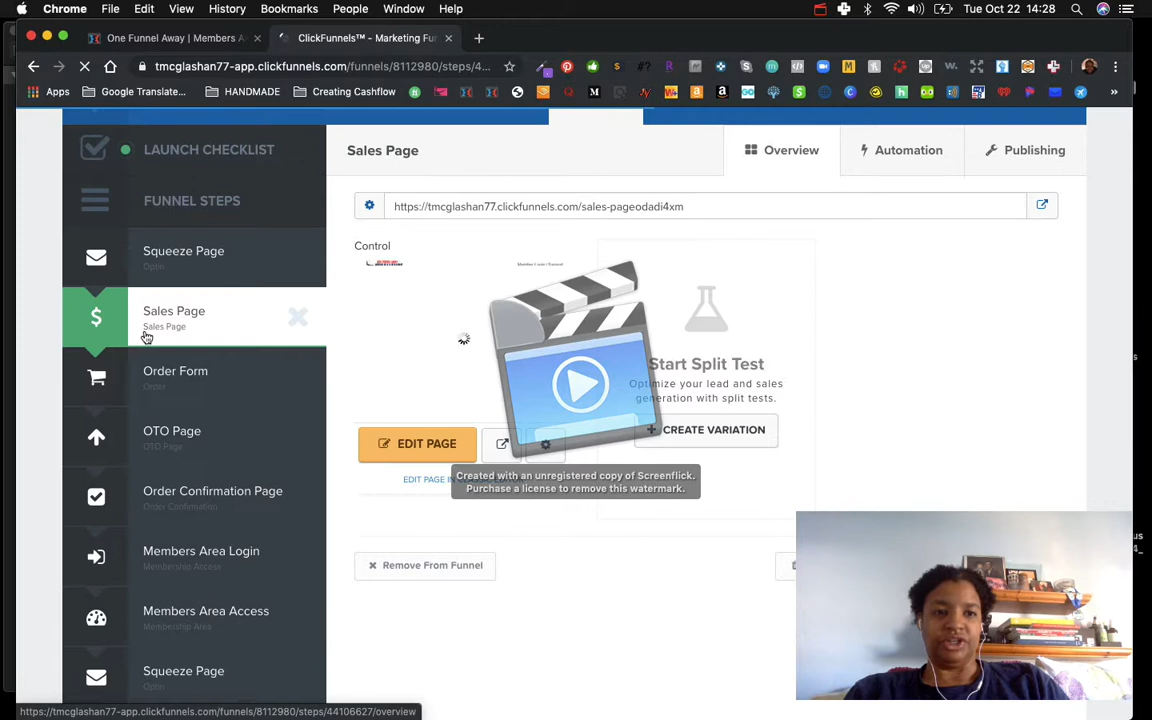 Chrome File Edit View History Bookmarks People Window Help Tue Oct 22 14:28
One Funnel Away | Members A
ClickFunnels™ - Marketing Fun
tmcglashan77-app.clickfunnels.com/funnels/8112980/steps/4...
Apps Google Translate... HANDMADE Creating Cashflow
LAUNCH CHECKLIST
FUNNEL STEPS
Squeeze Page
Optin
Sales Page
Sales Page
Order Form
Order
OTO Page
OTO Page
Order Confirmation Page
Order Confirmation
Members Area Login
Membership Access
Members Area Access
Membership Area
Squeeze Page
Optin
Sales Page
Overview Automation Publishing
https://tmcglashan77.clickfunnels.com/sales-pageodadi4xm
Control
Start Split Test
Optimize your lead and sales
generation with split tests.
CREATE VARIATION
EDIT PAGE
EDIT PAGE IN
Created with an unregistered copy of Screenflick.
Purchase a license to remove this watermark.
Remove From Funnel
https://tmcglashan77-app.clickfunnels.com/funnels/8112980/steps/44106627/overview